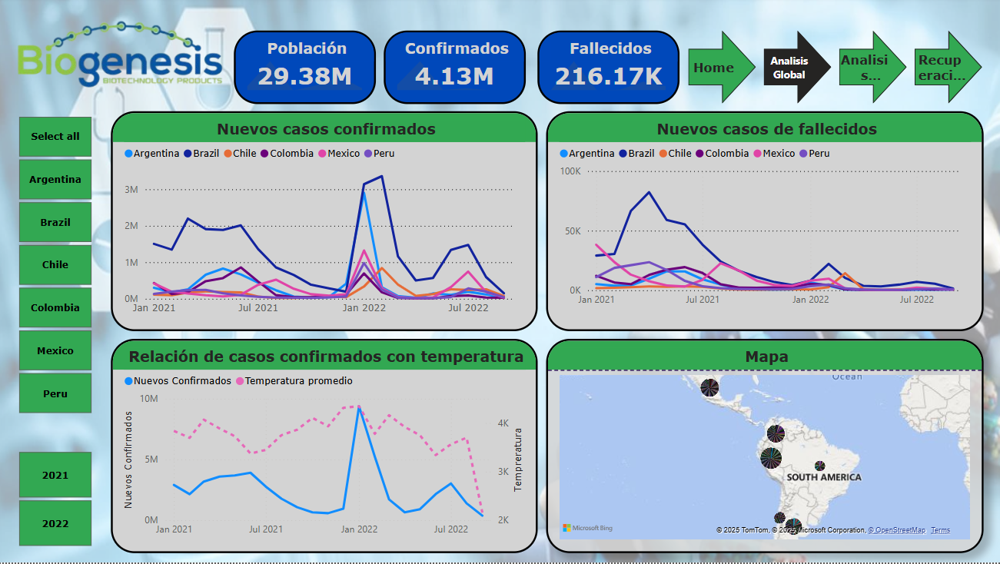 Biogenesis
BIOTECHNOLOGY PRODUCTS
Población
29.38M
Confirmados
4.13M
Fallecidos
216.17K
Home
Analisis
Global
Analisi
s...
Recup
eraci...
Select all
Argentina
Brazil
Chile
Colombia
Mexico
Peru
2021
2022
Nuevos casos confirmados
Argentina Brazil Chile Colombia Mexico Peru
3M
2M
1M
0M
Jan 2021 Jul 2021 Jan 2022 Jul 2022
Nuevos casos de fallecidos
Argentina Brazil Chile Colombia Mexico Peru
100K
50K
0K
Jan 2021 Jul 2021 Jan 2022 Jul 2022
Relación de casos confirmados con temperatura
Nuevos Confirmados Temperatura promedio
Nuevos Confirmados
10M
5M
0M
4K
3K
2K
Tempreratura
Jan 2021 Jul 2021 Jan 2022 Jul 2022
Mapa
Ocean
SOUTH AMERICA
Microsoft Bing
© 2025 TomTom, © 2025 Microsoft Corporation, © OpenStreetMap Terms